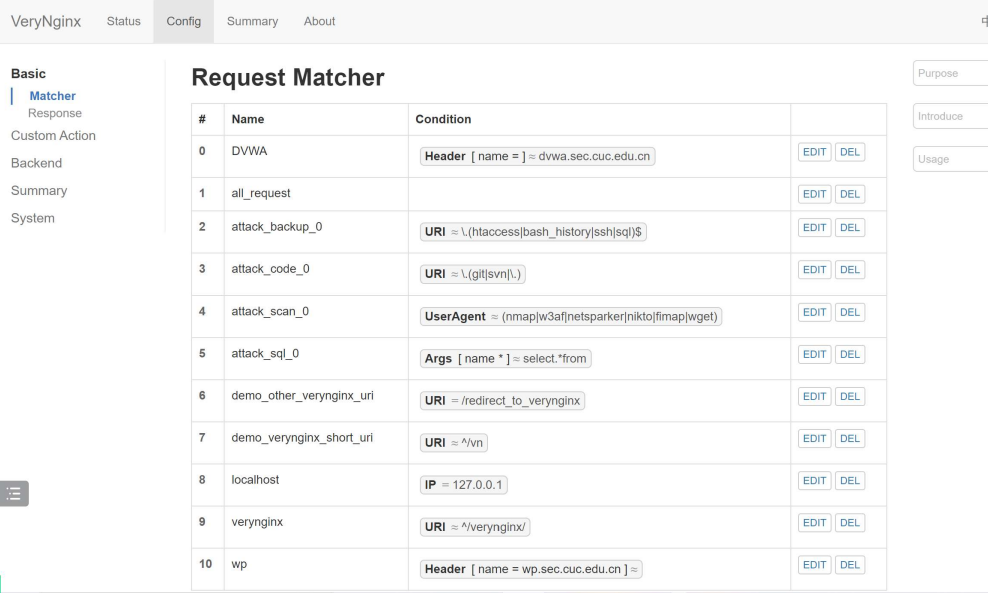 VeryNginx Status Config Summary About 中
Basic
Matcher
Response
Custom Action
Backend
Summary
System
Request Matcher
# Name Condition
0 DVWA Header [ name = ] ≈ dvwa.sec.cuc.edu.cn EDIT DEL
1 all_request EDIT DEL
2 attack_backup_0 URI ≈ \.(htaccess|bash_history|ssh|sql)$ EDIT DEL
3 attack_code_0 URI ≈ \.(git|svn|\.) EDIT DEL
4 attack_scan_0 UserAgent ≈ (nmap|w3af|netsparker|nikto|fimap|wget) EDIT DEL
5 attack_sql_0 Args [ name * ] ≈ select.*from EDIT DEL
6 demo_other_verynginx_uri URI = /redirect_to_verynginx EDIT DEL
7 demo_verynginx_short_uri URI ≈ ^/vn EDIT DEL
8 localhost IP = 127.0.0.1 EDIT DEL
9 verynginx URI ≈ ^/verynginx/ EDIT DEL
10 wp Header [ name = wp.sec.cuc.edu.cn ] ≈ EDIT DEL
Purpose
Introduce
Usage